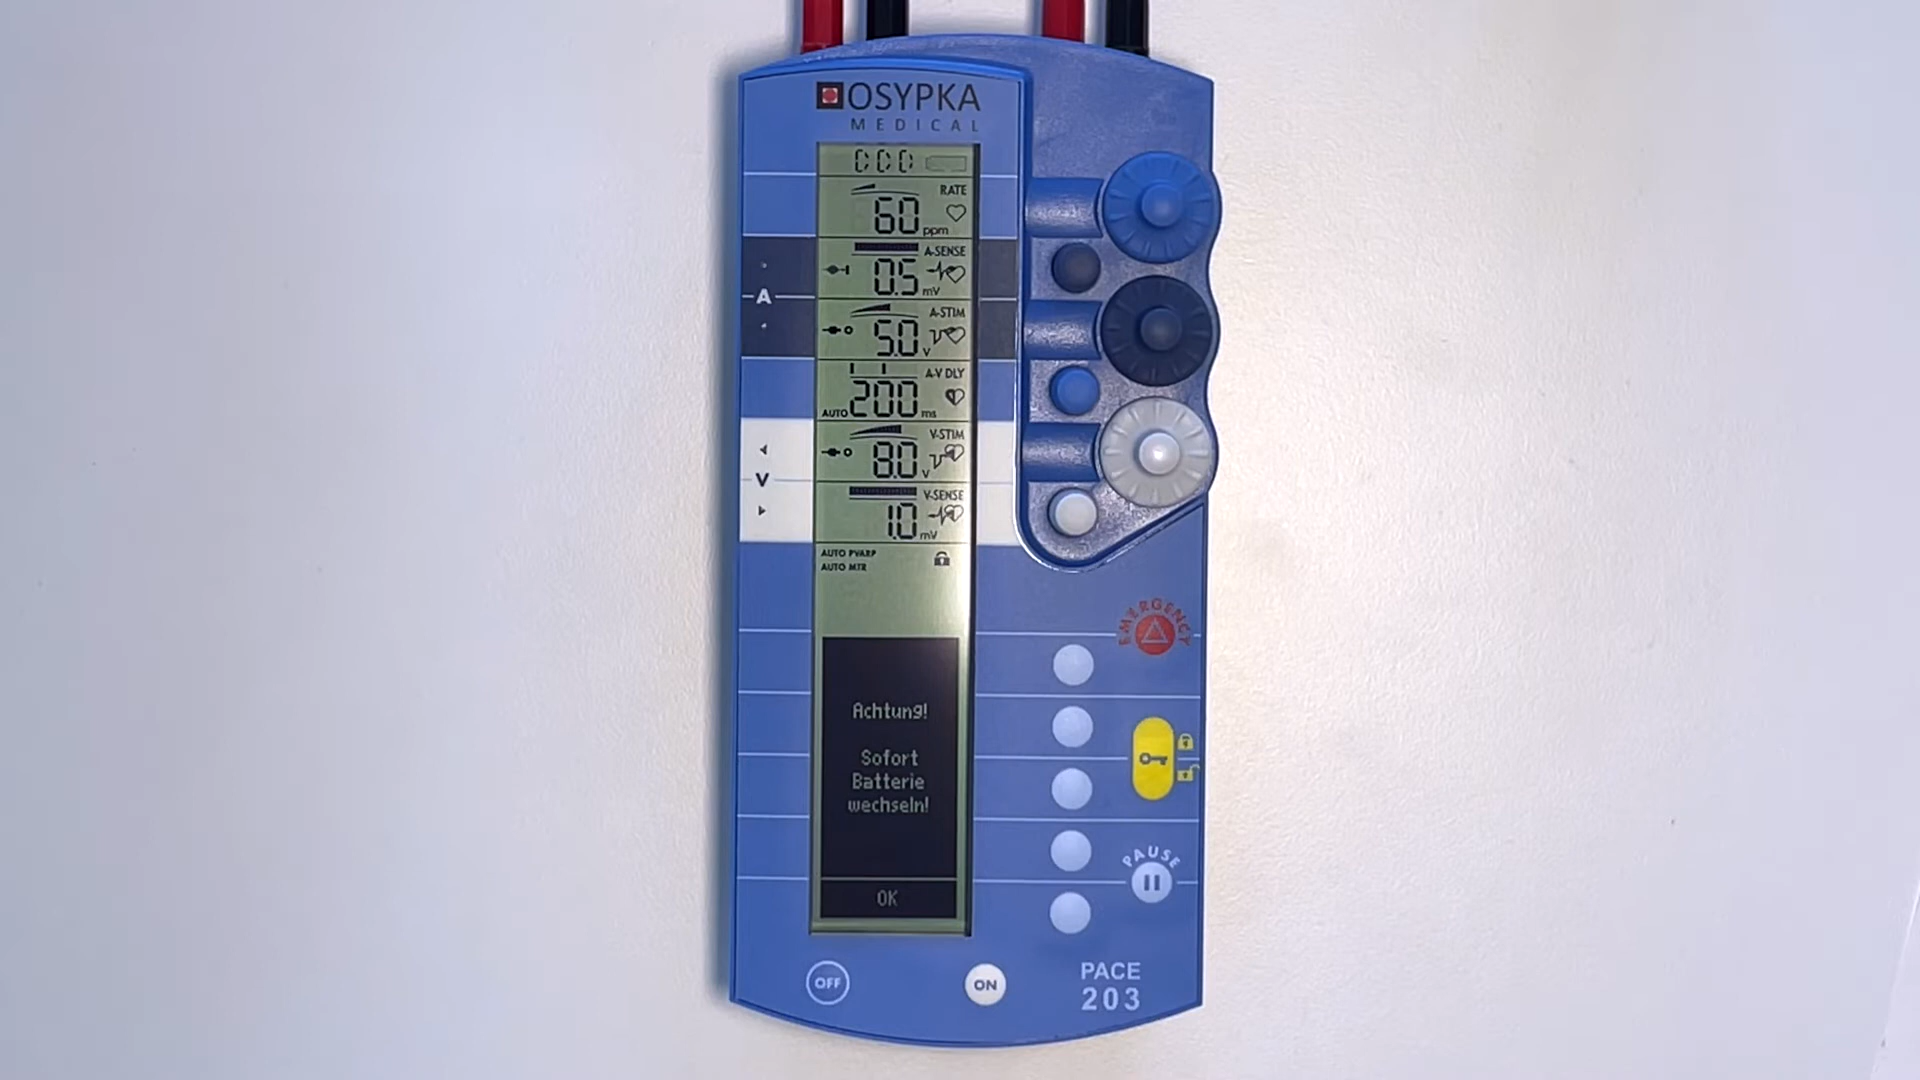 OSYPKA
MEDICAL
DDD
RATE
60 ppm
A-SENSE
0.5 mV
A
A-STIM
5.0 V
A-V DLY
AUTO 200 ms
V-STIM
8.0 V
V
V-SENSE
1.0 mV
AUTO PVARP
AUTO MTR
EMERGENCY
Achtung!
Sofort
Batterie
wechseln!
PAUSE
OK
OFF
ON
PACE
203